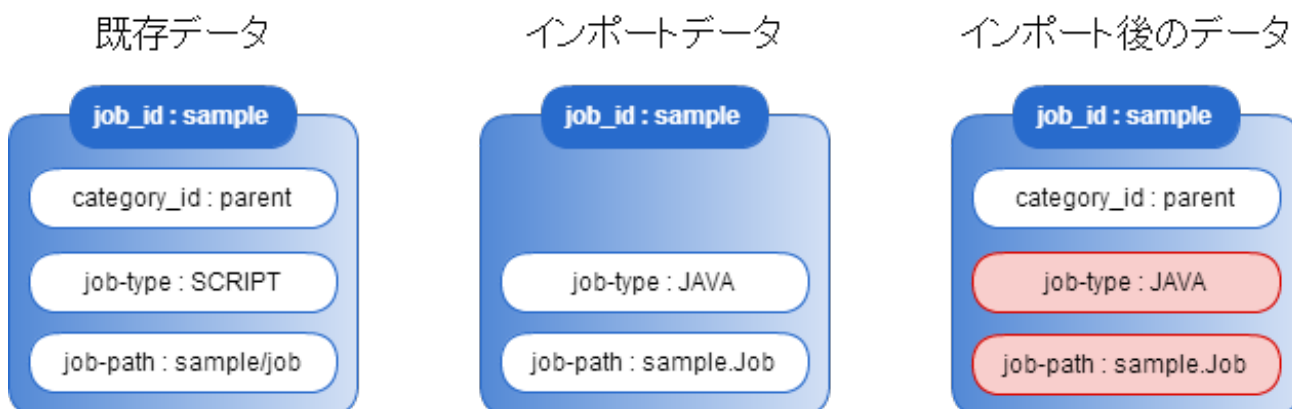 既存データ
job_id : sample
category_id : parent
job-type : SCRIPT
job-path : sample/job
インポートデータ
job_id : sample
job-type : JAVA
job-path : sample.Job
インポート後のデータ
job_id : sample
category_id : parent
job-type : JAVA
job-path : sample.Job